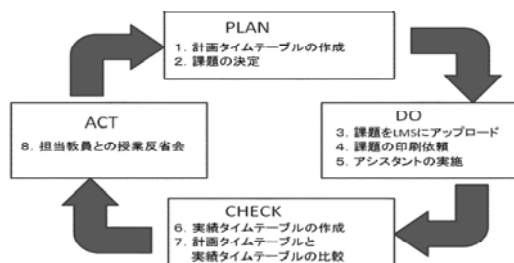 PLAN
1. 計画タイムテーブルの作成
2. 課題の決定
DO
3. 課題をLMSにアップロード
4. 課題の印刷依頼
5. アシスタントの実施
CHECK
6. 実績タイムテーブルの作成
7. 計画タイムテーブルと
実績タイムテーブルの比較
ACT
8. 担当教員との授業反省会